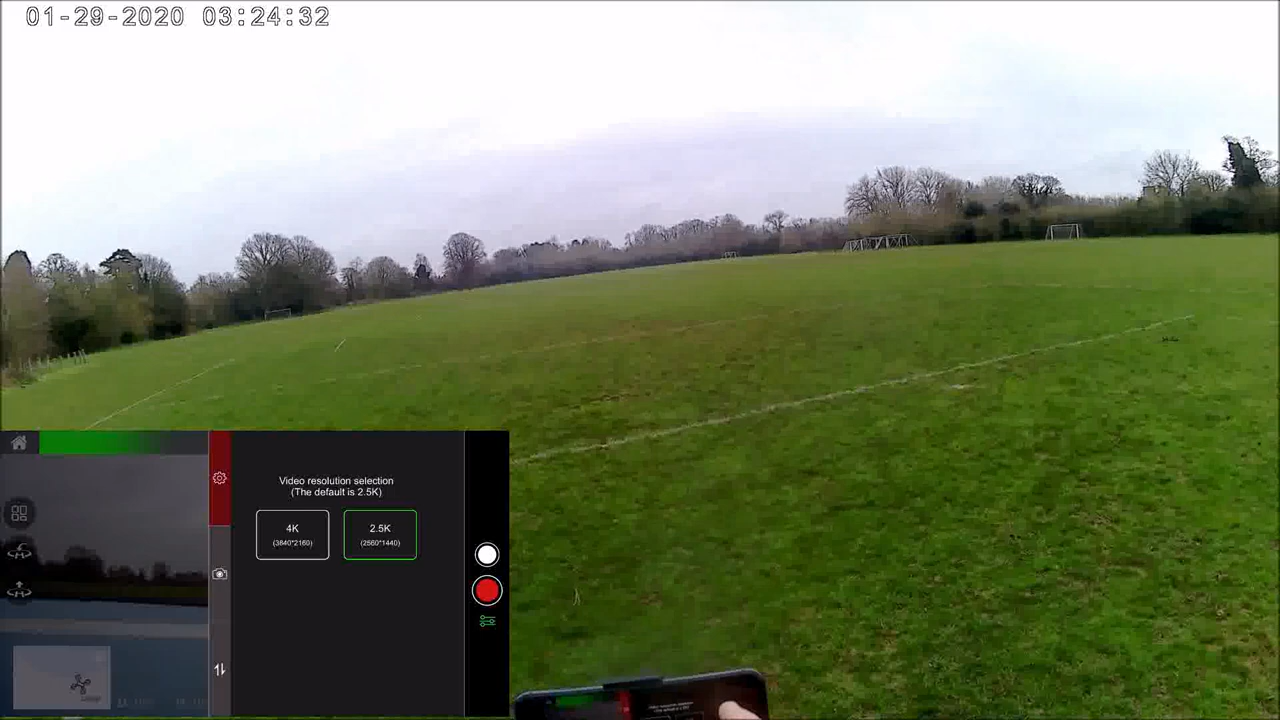 01-29-2020 03:24:32
Video resolution selection
(The default is 2.5K)
4K
(3840*2160)
2.5K
(2560*1440)